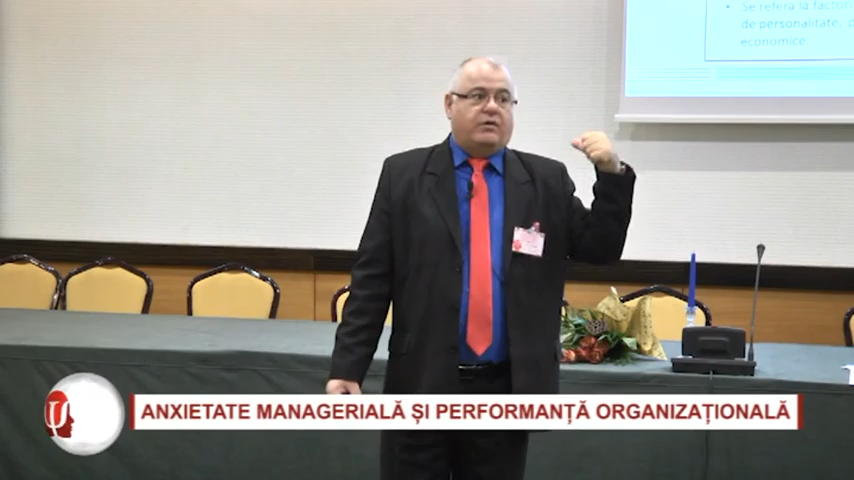 • Se referă la factori
de personalitate, p
economice.
ANXIETATE MANAGERIALĂ ȘI PERFORMANȚĂ ORGANIZAȚIONALĂ
Ψ